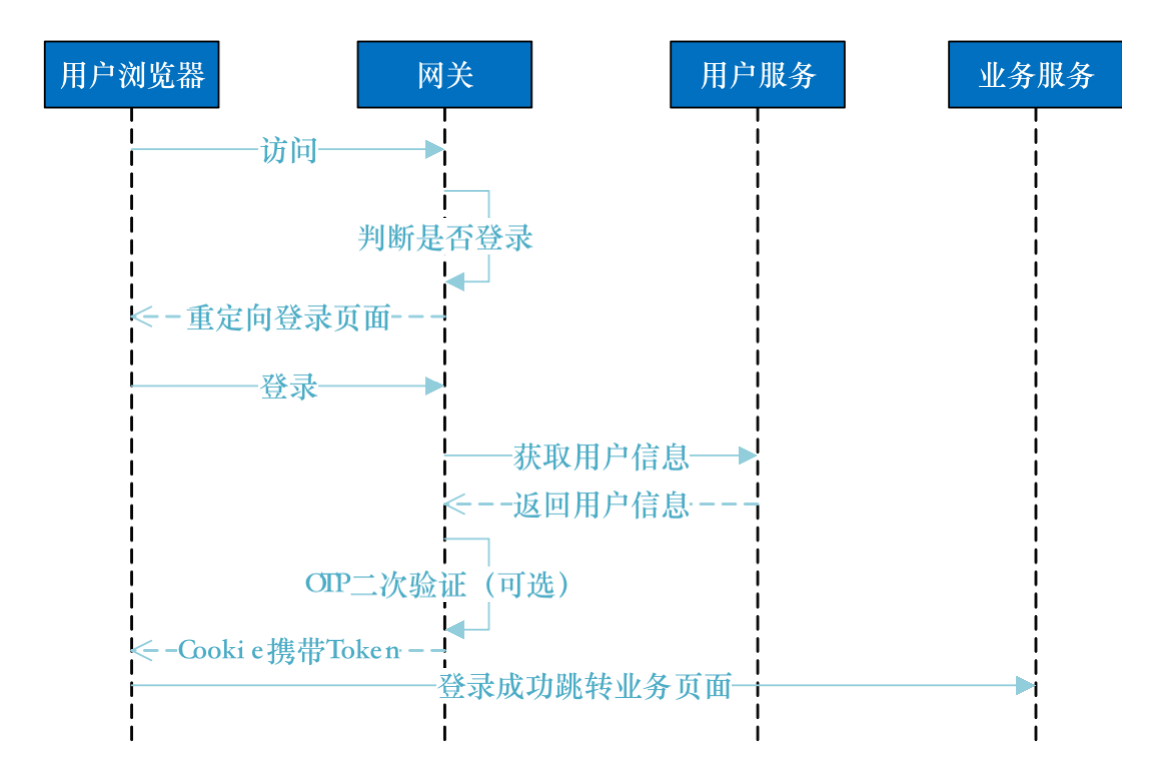 用户浏览器
网关
用户服务
业务服务
访问
判断是否登录
重定向登录页面
登录
获取用户信息
返回用户信息
OTP二次验证（可选）
Cookie携带Token
登录成功跳转业务页面